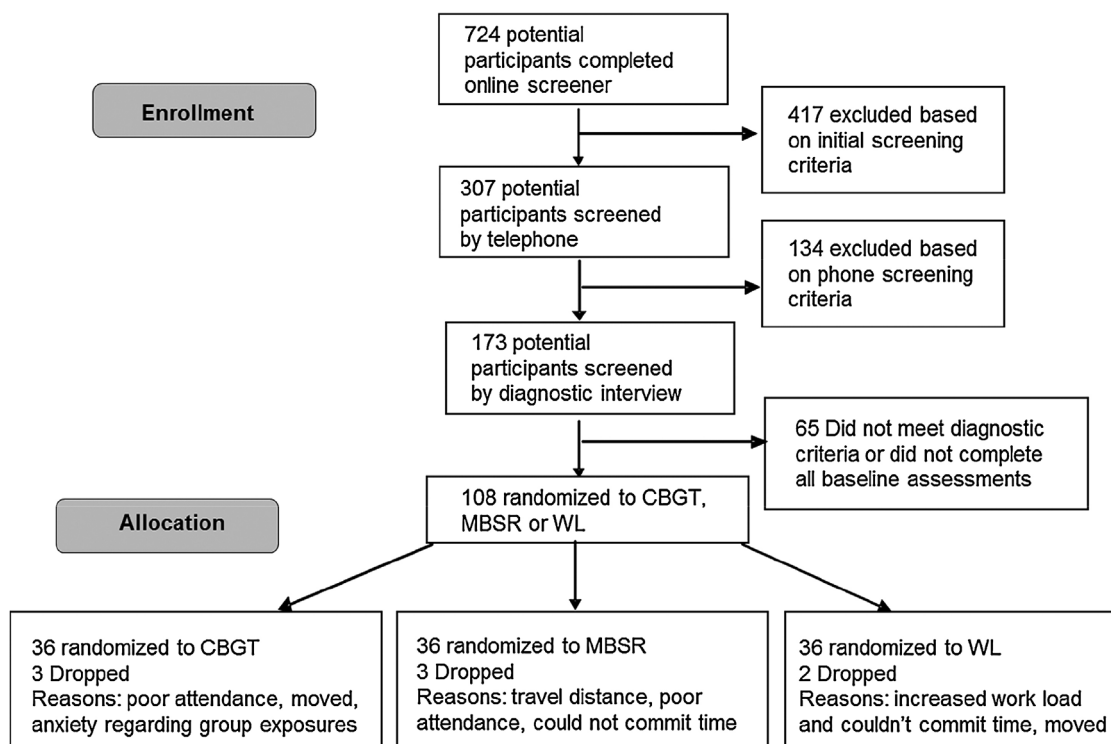 724 potential
participants completed
online screener
Enrollment
417 excluded based
on initial screening
criteria
307 potential
participants screened
by telephone
134 excluded based
on phone screening
criteria
173 potential
participants screened
by diagnostic interview
65 Did not meet diagnostic
criteria or did not complete
all baseline assessments
108 randomized to CBGT,
MBSR or WL
Allocation
36 randomized to CBGT
3 Dropped
Reasons: poor attendance, moved,
anxiety regarding group exposures
36 randomized to MBSR
3 Dropped
Reasons: travel distance, poor
attendance, could not commit time
36 randomized to WL
2 Dropped
Reasons: increased work load
and couldn't commit time, moved